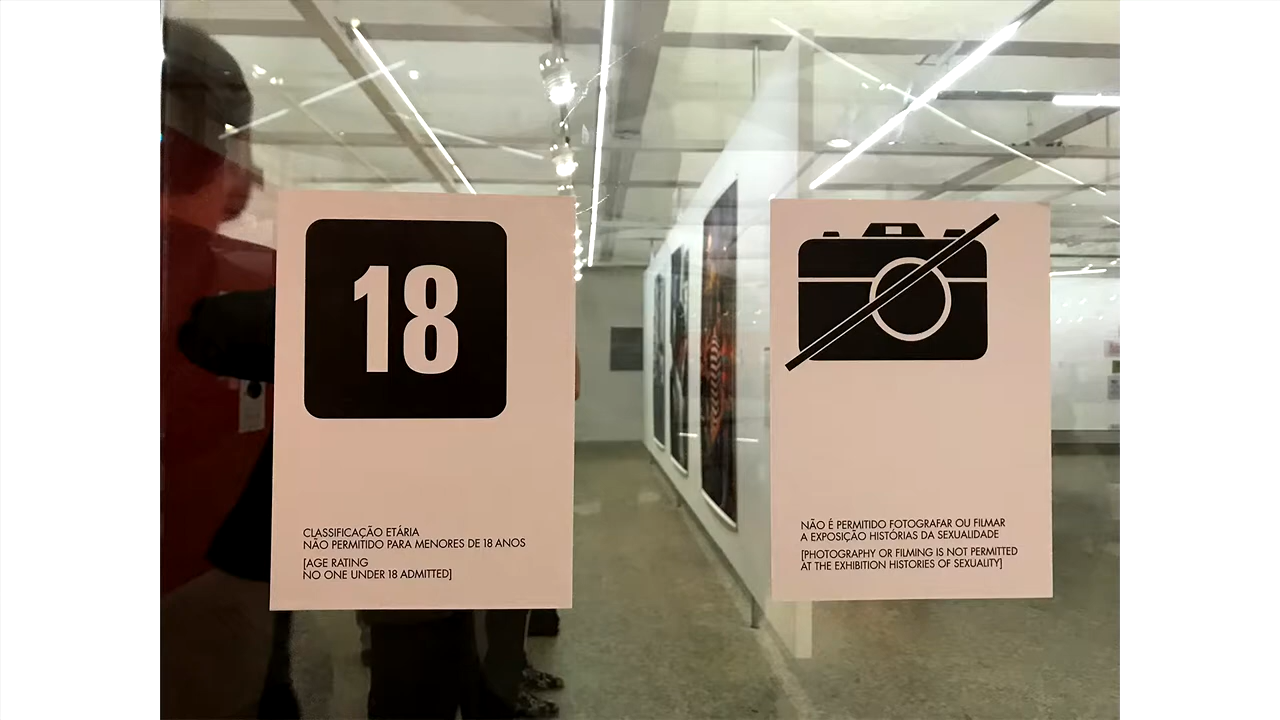 18
CLASSIFICAÇÃO ETÁRIA
NÃO PERMITIDO PARA MENORES DE 18 ANOS
[AGE RATING
NO ONE UNDER 18 ADMITTED]
NÃO É PERMITIDO FOTOGRAFAR OU FILMAR
A EXPOSIÇÃO HISTÓRIAS DA SEXUALIDADE
[PHOTOGRAPHY OR FILMING IS NOT PERMITTED
AT THE EXHIBITION HISTORIES OF SEXUALITY]